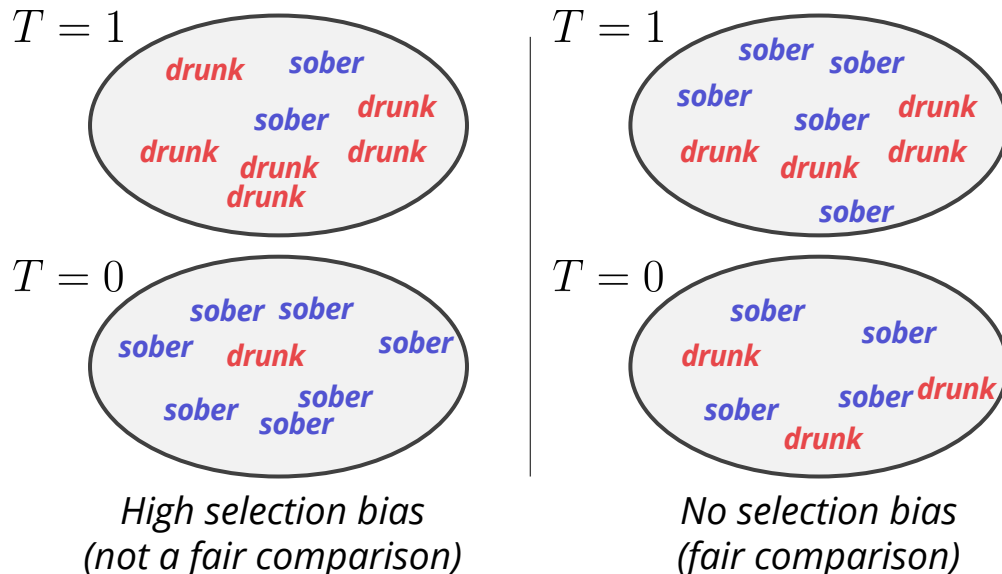 T = 1
drunk sober
sober drunk
drunk drunk drunk
drunk
T = 0
sober sober
sober drunk sober
sober sober
sober
High selection bias
(not a fair comparison)
T = 1
sober sober
sober sober drunk
drunk drunk drunk
sober
T = 0
sober sober
drunk
sober sober drunk
drunk
No selection bias
(fair comparison)